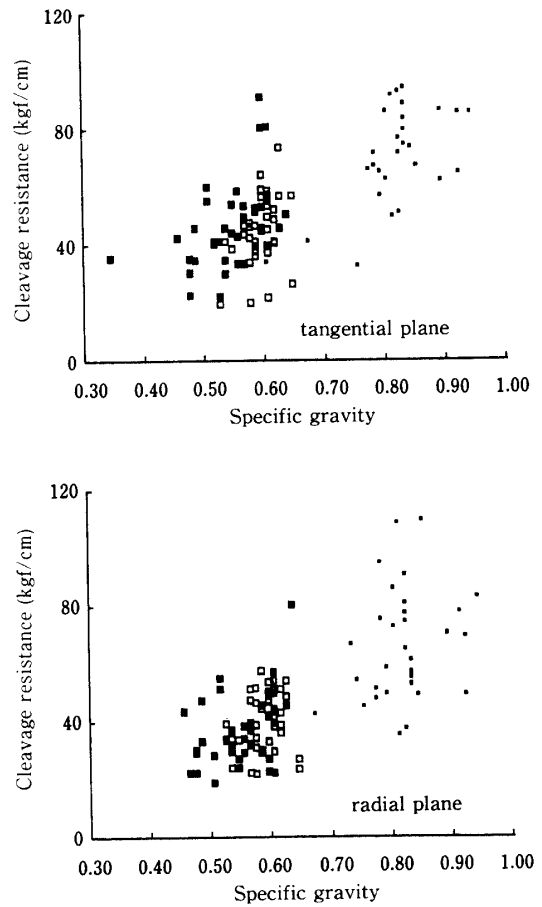 120
80
40
0
Cleavage resistance (kgf/cm)
tangential plane
0.30 0.40 0.50 0.60 0.70 0.80 0.90 1.00
Specific gravity
120
80
40
0
Cleavage resistance (kgf/cm)
radial plane
0.30 0.40 0.50 0.60 0.70 0.80 0.90 1.00
Specific gravity